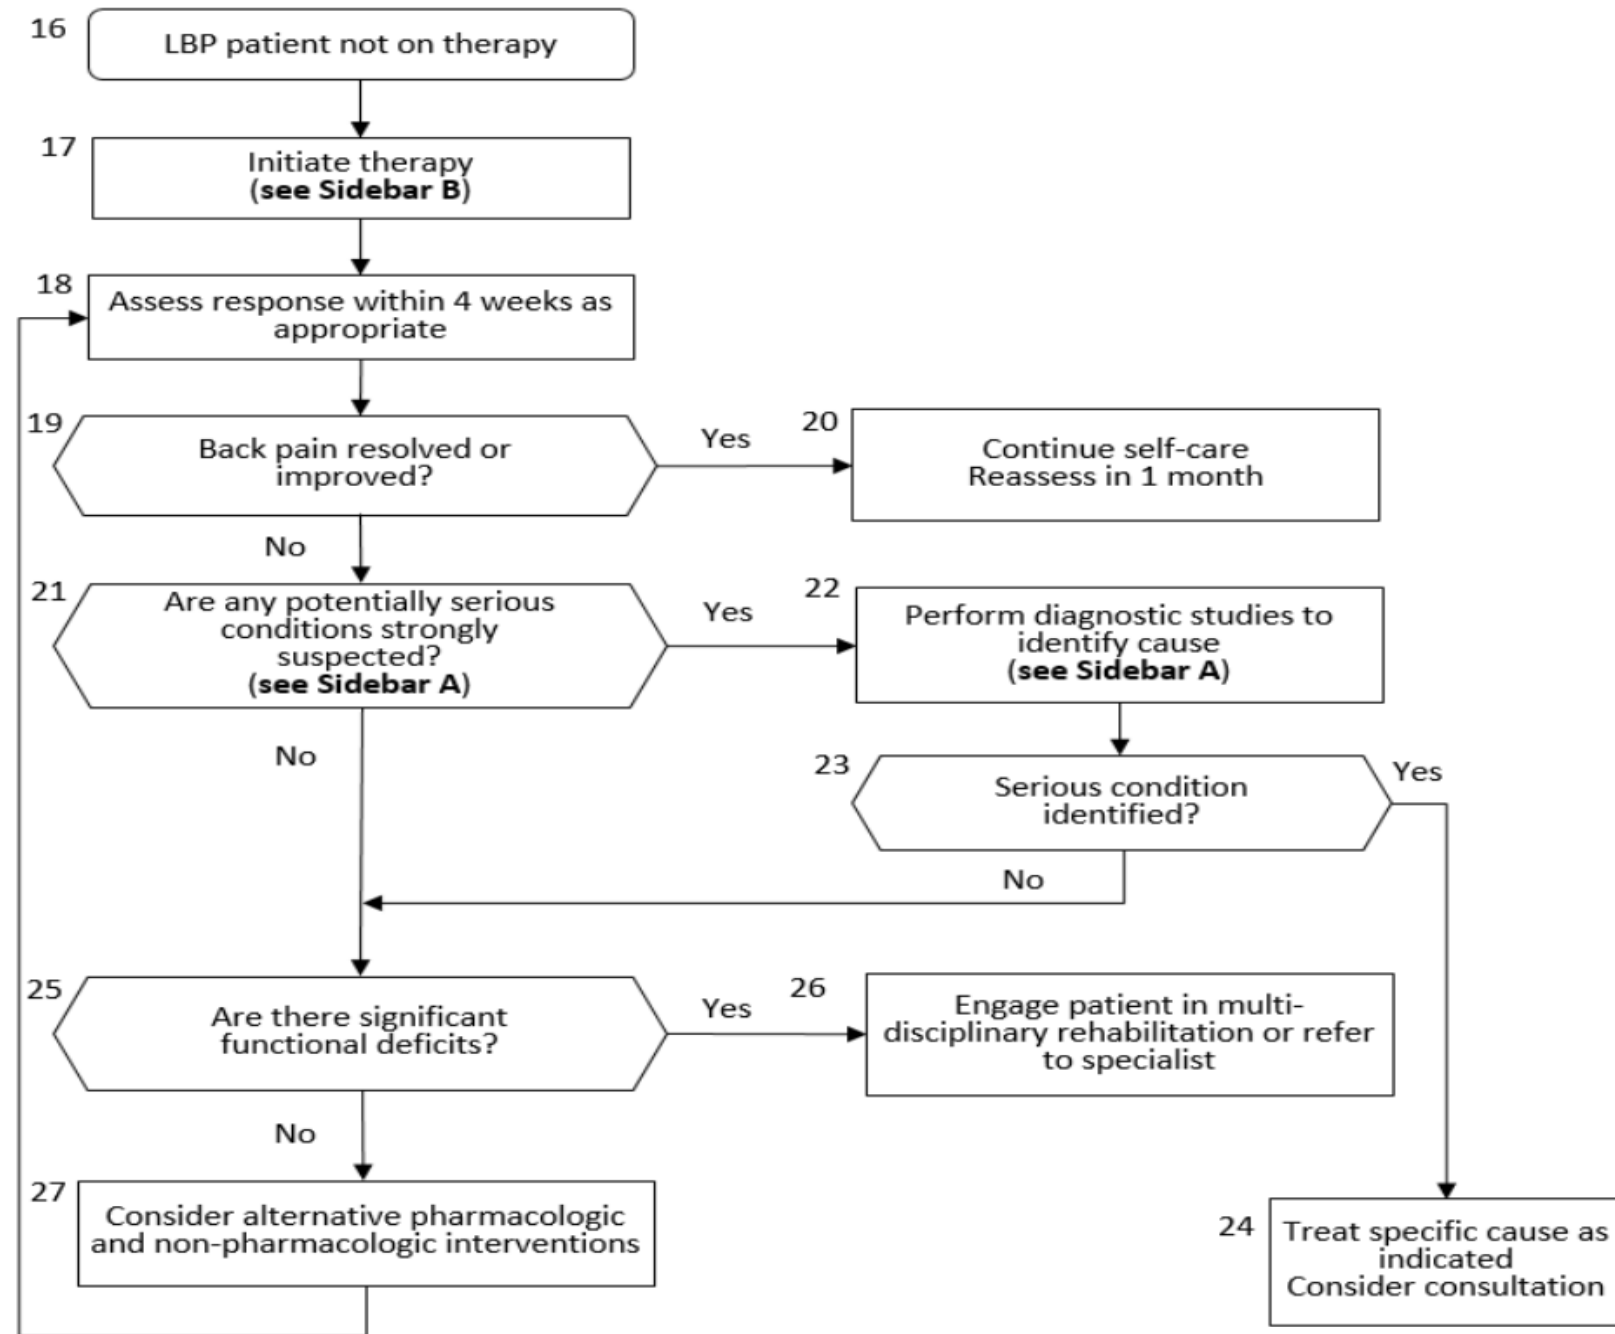 16
LBP patient not on therapy
17
Initiate therapy
(see Sidebar B)
18
Assess response within 4 weeks as
appropriate
19
Back pain resolved or
improved?
Yes
20
Continue self-care
Reassess in 1 month
No
21
Are any potentially serious
conditions strongly
suspected?
(see Sidebar A)
Yes
22
Perform diagnostic studies to
identify cause
(see Sidebar A)
No
23
Serious condition
identified?
Yes
No
25
Are there significant
functional deficits?
Yes
26
Engage patient in multi-
disciplinary rehabilitation or refer
to specialist
No
27
Consider alternative pharmacologic
and non-pharmacologic interventions
24
Treat specific cause as
indicated
Consider consultation